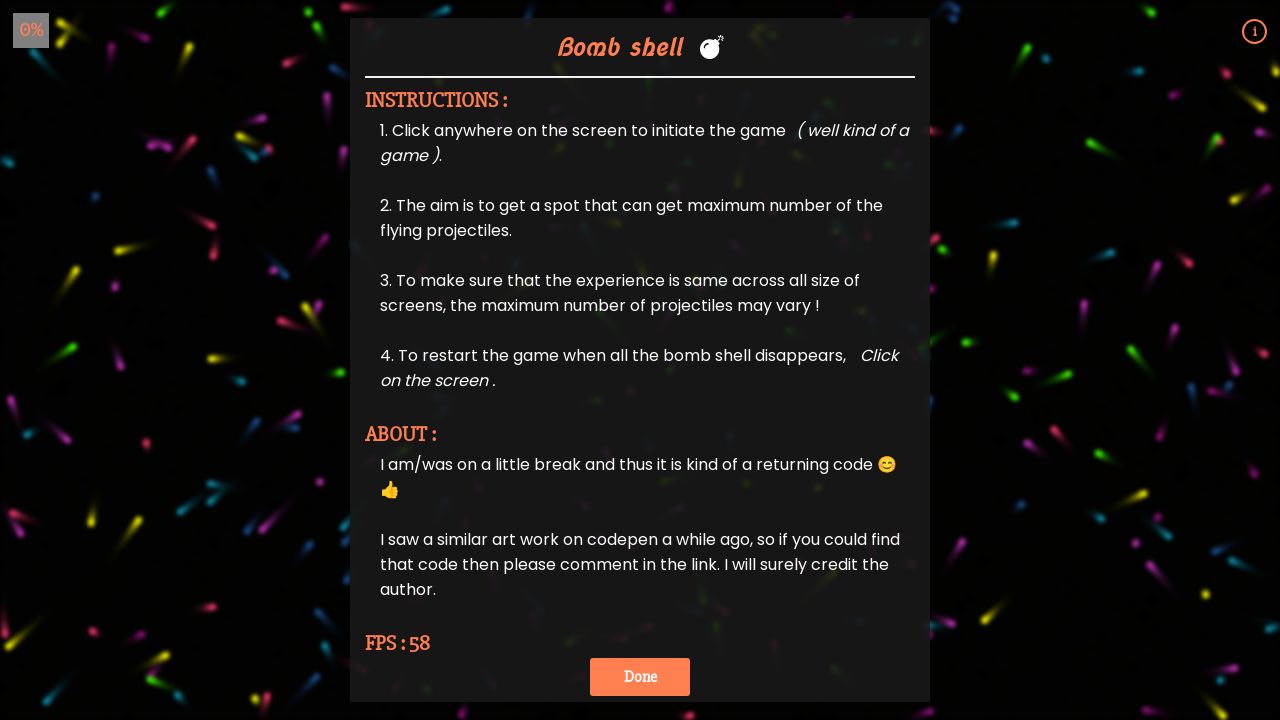 0%
i
Bomb shell 💣
INSTRUCTIONS :
1. Click anywhere on the screen to initiate the game ( well kind of a
game ).
2. The aim is to get a spot that can get maximum number of the
flying projectiles.
3. To make sure that the experience is same across all size of
screens, the maximum number of projectiles may vary !
4. To restart the game when all the bomb shell disappears, Click
on the screen .
ABOUT :
I am/was on a little break and thus it is kind of a returning code 😊
👍
I saw a similar art work on codepen a while ago, so if you could find
that code then please comment in the link. I will surely credit the
author.
FPS : 58
Done